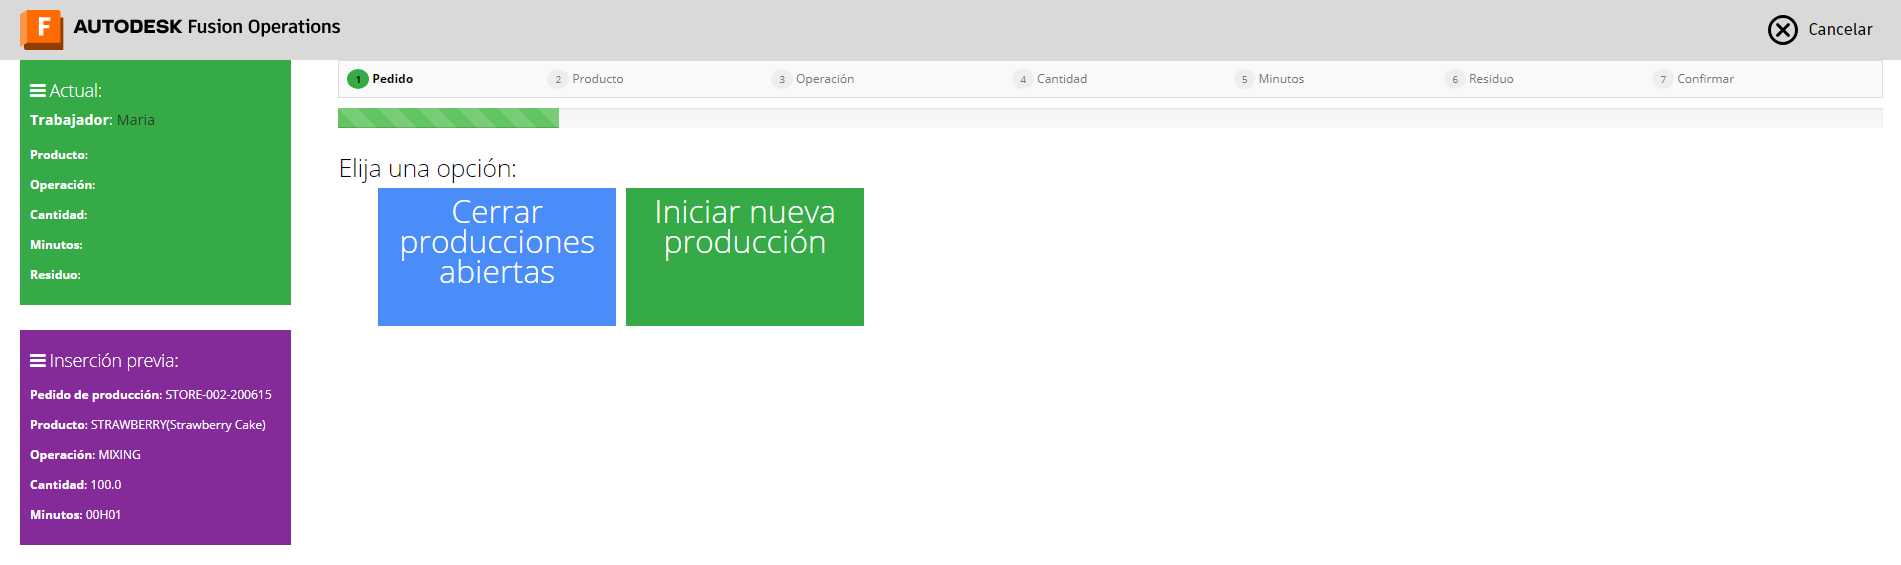 F AUTODESK Fusion Operations
Cancelar
Actual:
Trabajador: Maria
Producto:
Operación:
Cantidad:
Minutos:
Residuo:
Inserción previa:
Pedido de producción: STORE-002-200615
Producto: STRAWBERRY(Strawberry Cake)
Operación: MIXING
Cantidad: 100.0
Minutos: 00H01
1 Pedido 2 Producto 3 Operación 4 Cantidad 5 Minutos 6 Residuo 7 Confirmar
Elija una opción:
Cerrar
producciones
abiertas
Iniciar nueva
producción